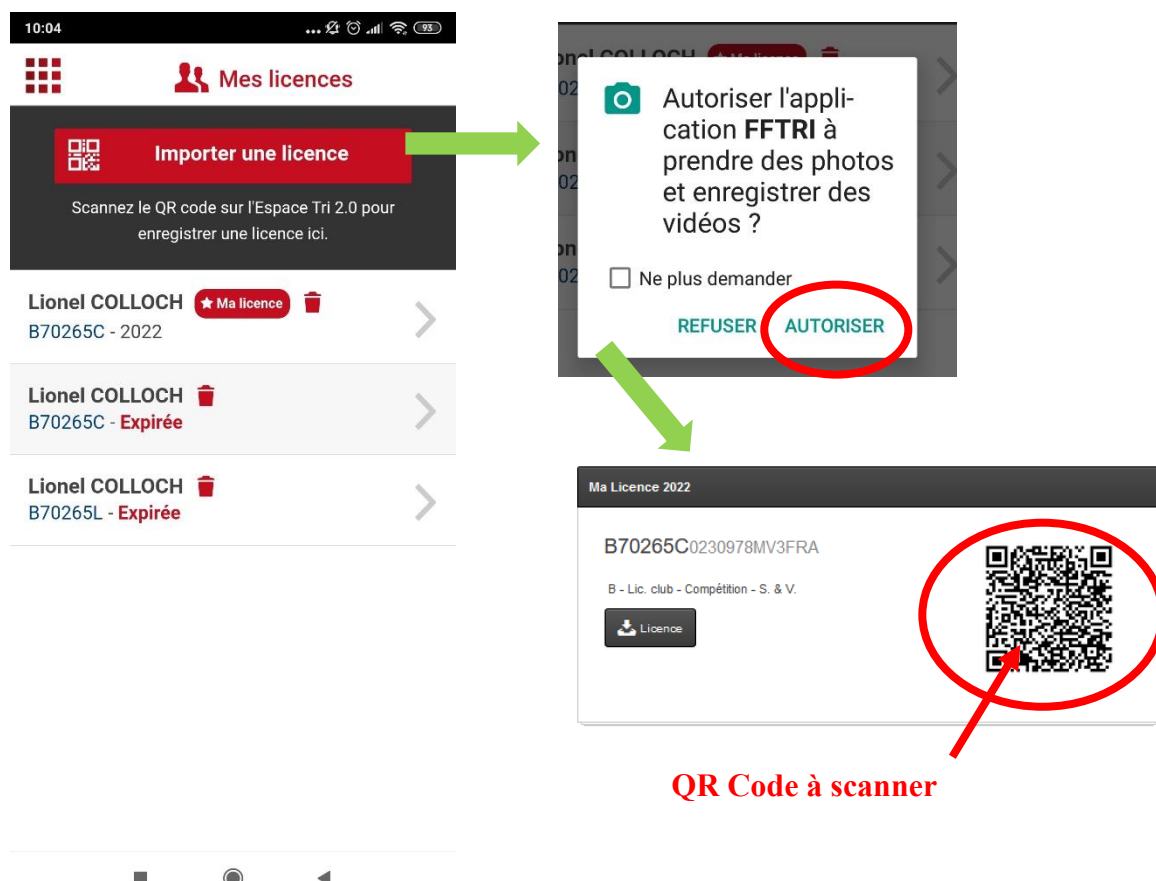 10:04
93
Mes licences
Importer une licence
Scannez le QR code sur l'Espace Tri 2.0 pour
enregistrer une licence ici.
Lionel COLLOCH ★ Ma licence
B70265C - 2022
Lionel COLLOCH
B70265C - Expirée
Lionel COLLOCH
B70265L - Expirée
Autoriser l'appli-
cation FFTRI à
prendre des photos
et enregistrer des
vidéos ?
Ne plus demander
REFUSER AUTORISER
Ma Licence 2022
B70265C0230978MV3FRA
B - Lic. club - Compétition - S. & V.
Licence
QR Code à scanner